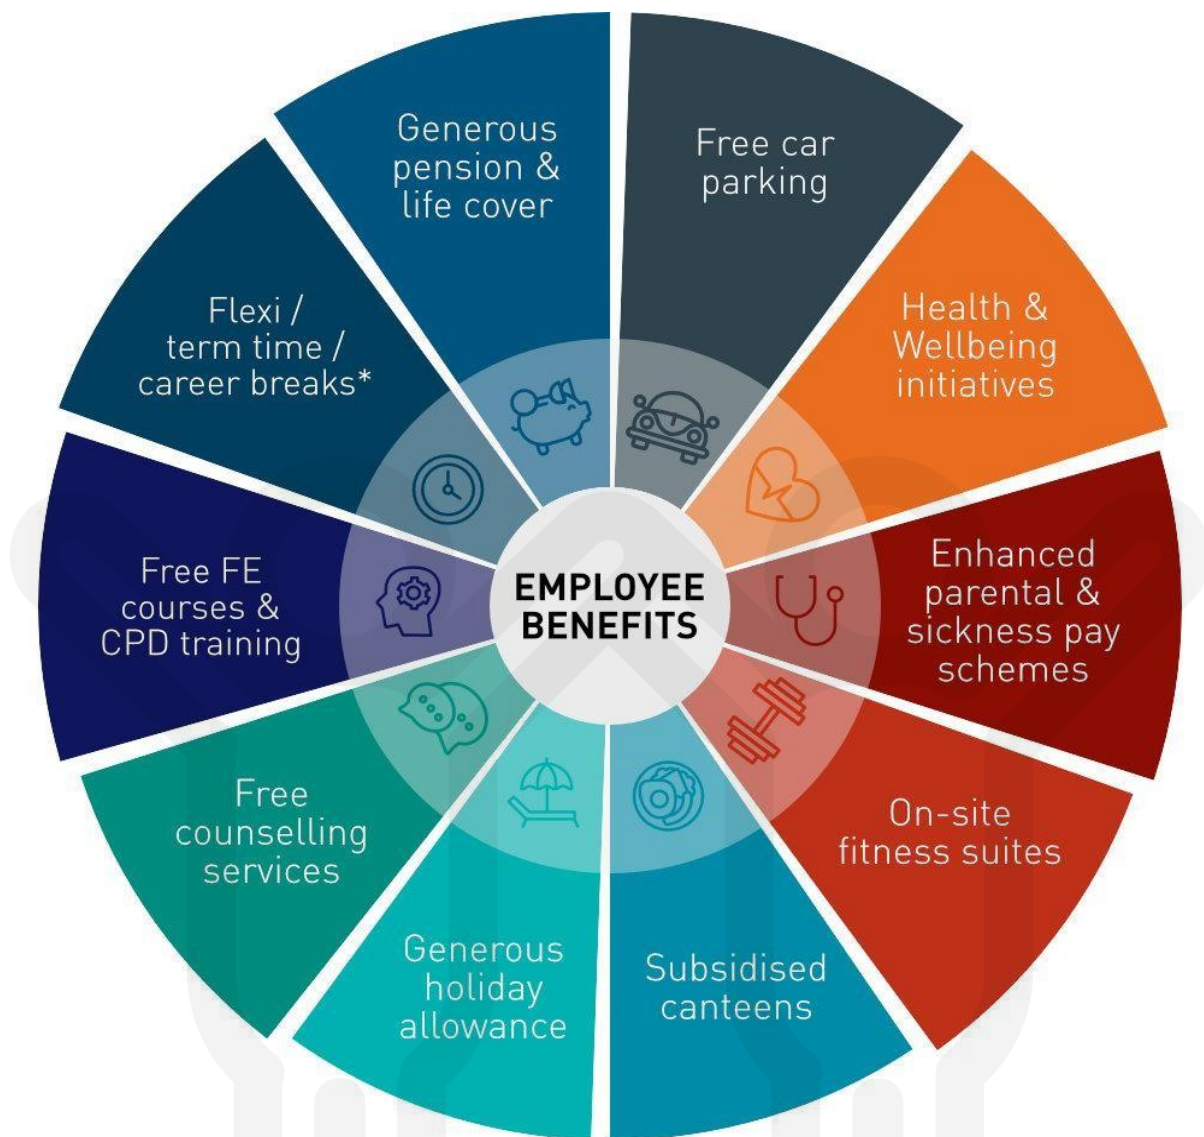 Generous
pension &
life cover
Free car
parking
Health &
Wellbeing
initiatives
Enhanced
parental &
sickness pay
schemes
On-site
fitness suites
Subsidised
canteens
Generous
holiday
allowance
Free
counselling
services
Free FE
courses &
CPD training
Flexi /
term time /
career breaks*
EMPLOYEE
BENEFITS